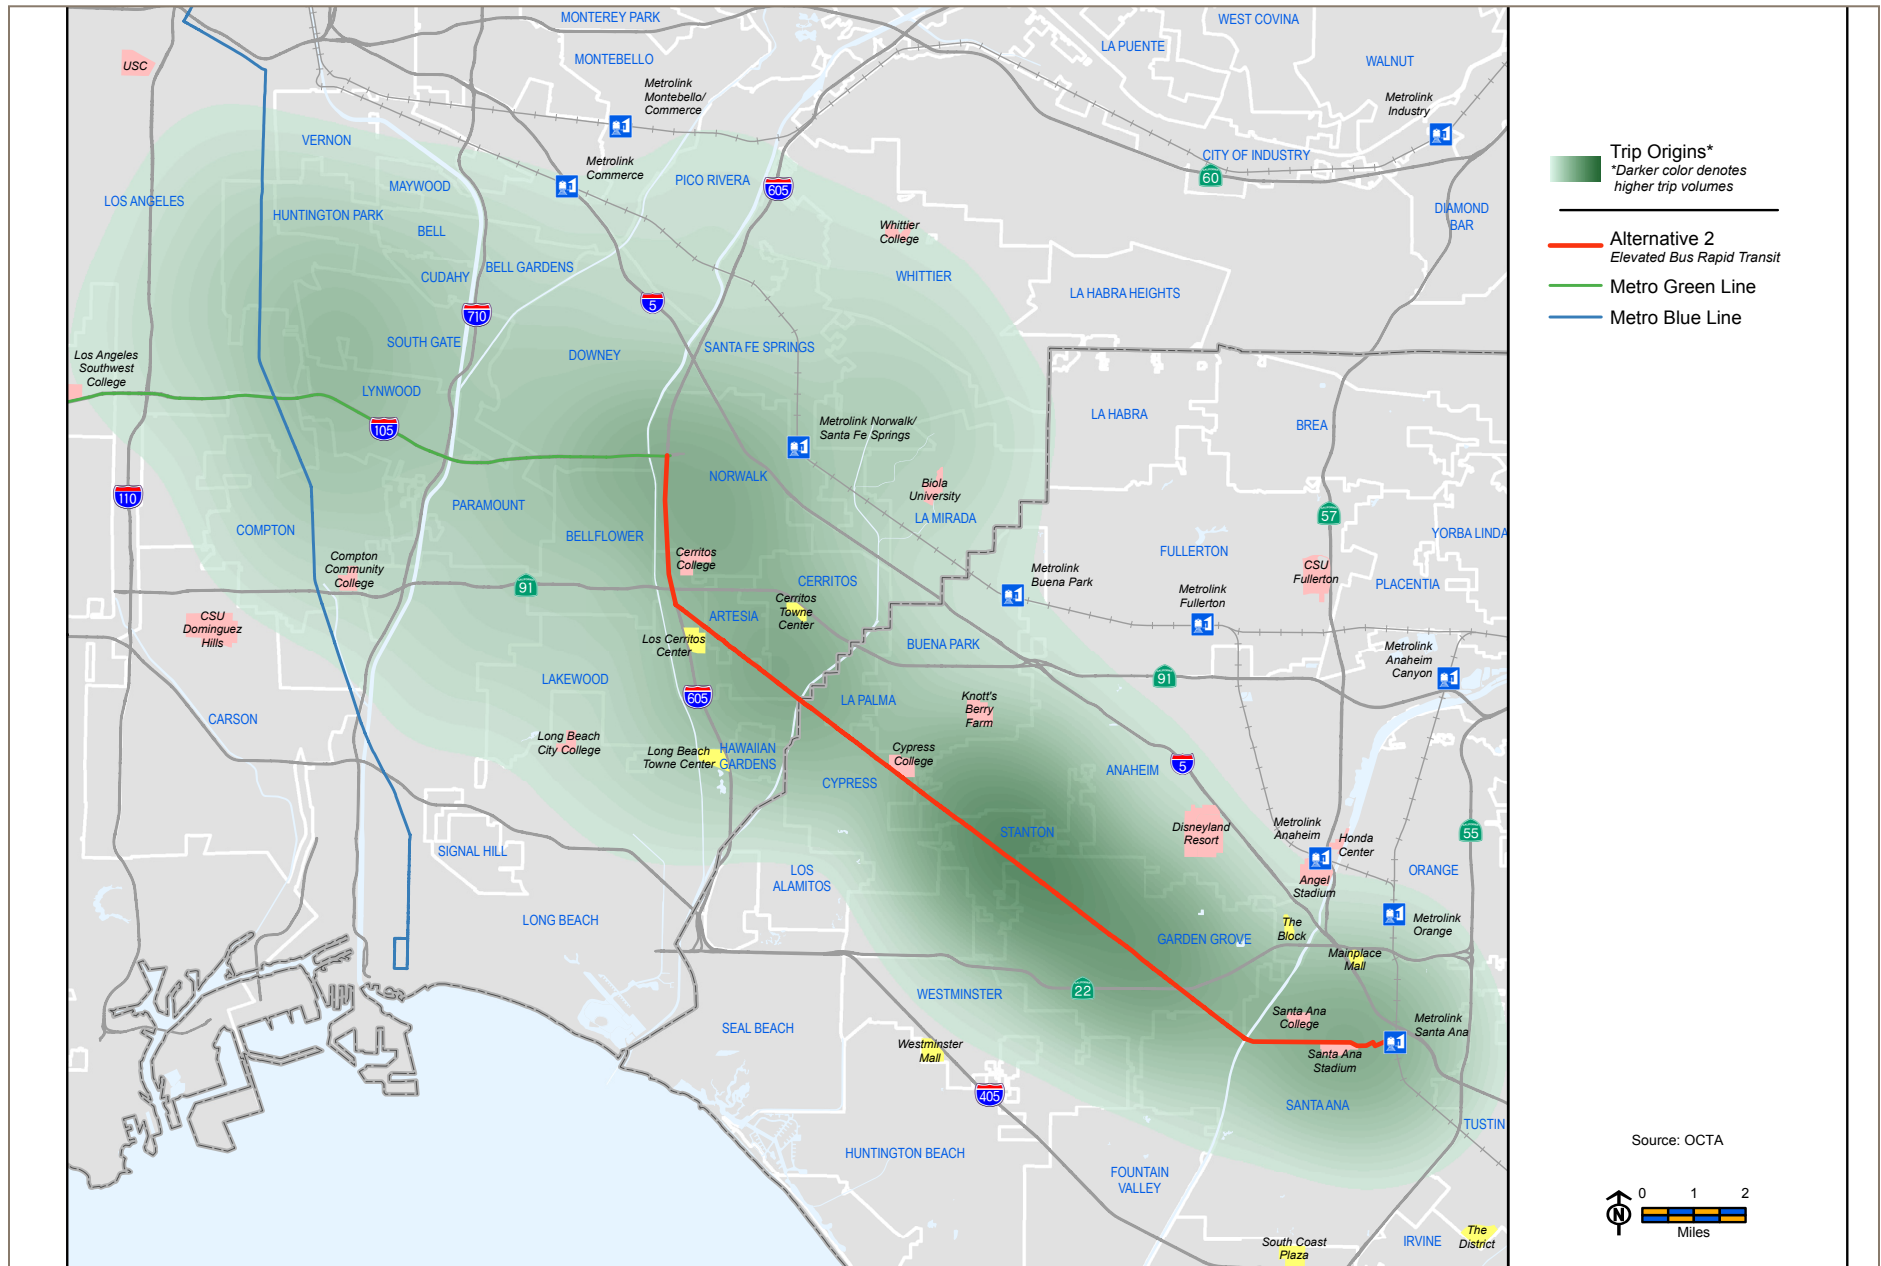 MONTEREY PARK
WEST COVINA
LA PUENTE
MONTEBELLO
WALNUT
USC
Metrolink
Montebello/
Commerce
Metrolink
Industry
VERNON
Metrolink
Commerce
CITY OF INDUSTRY
60
PICO RIVERA
605
MAYWOOD
LOS ANGELES
HUNTINGTON PARK
BELL
Whittier
College
DIAMOND
BAR
CUDAHY
BELL GARDENS
WHITTIER
LA HABRA HEIGHTS
710
5
SOUTH GATE
DOWNEY
SANTA FE SPRINGS
Los Angeles
Southwest
College
LYNWOOD
105
LA HABRA
BREA
Metrolink Norwalk/
Santa Fe Springs
NORWALK
110
Biola
University
LA MIRADA
PARAMOUNT
57
COMPTON
BELLFLOWER
YORBA LINDA
FULLERTON
Compton
Community
College
Cerritos
College
CERRITOS
Metrolink
Buena Park
CSU
Fullerton
PLACENTIA
91
Cerritos
Towne
Center
Metrolink
Fullerton
CSU
Dominguez
Hills
ARTESIA
Los Cerritos
Center
BUENA PARK
Metrolink
Anaheim
Canyon
LAKEWOOD
605
LA PALMA
91
Knott's
Berry
Farm
CARSON
Long Beach
City College
Long Beach
Towne Center
HAWAIIAN
GARDENS
Cypress
College
CYPRESS
ANAHEIM
5
STANTON
Disneyland
Resort
Metrolink
Anaheim
Honda
Center
55
SIGNAL HILL
LOS
ALAMITOS
Angel
Stadium
ORANGE
LONG BEACH
The
Block
Metrolink
Orange
GARDEN GROVE
Mainplace
Mall
22
WESTMINSTER
SEAL BEACH
Santa Ana
College
Metrolink
Santa Ana
Westminster
Mall
Santa Ana
Stadium
405
SANTA ANA
TUSTIN
HUNTINGTON BEACH
FOUNTAIN
VALLEY
South Coast
Plaza
IRVINE
The
District
Trip Origins*
*Darker color denotes
higher trip volumes
Alternative 2
Elevated Bus Rapid Transit
Metro Green Line
Metro Blue Line
Source: OCTA
N
0 1 2
Miles